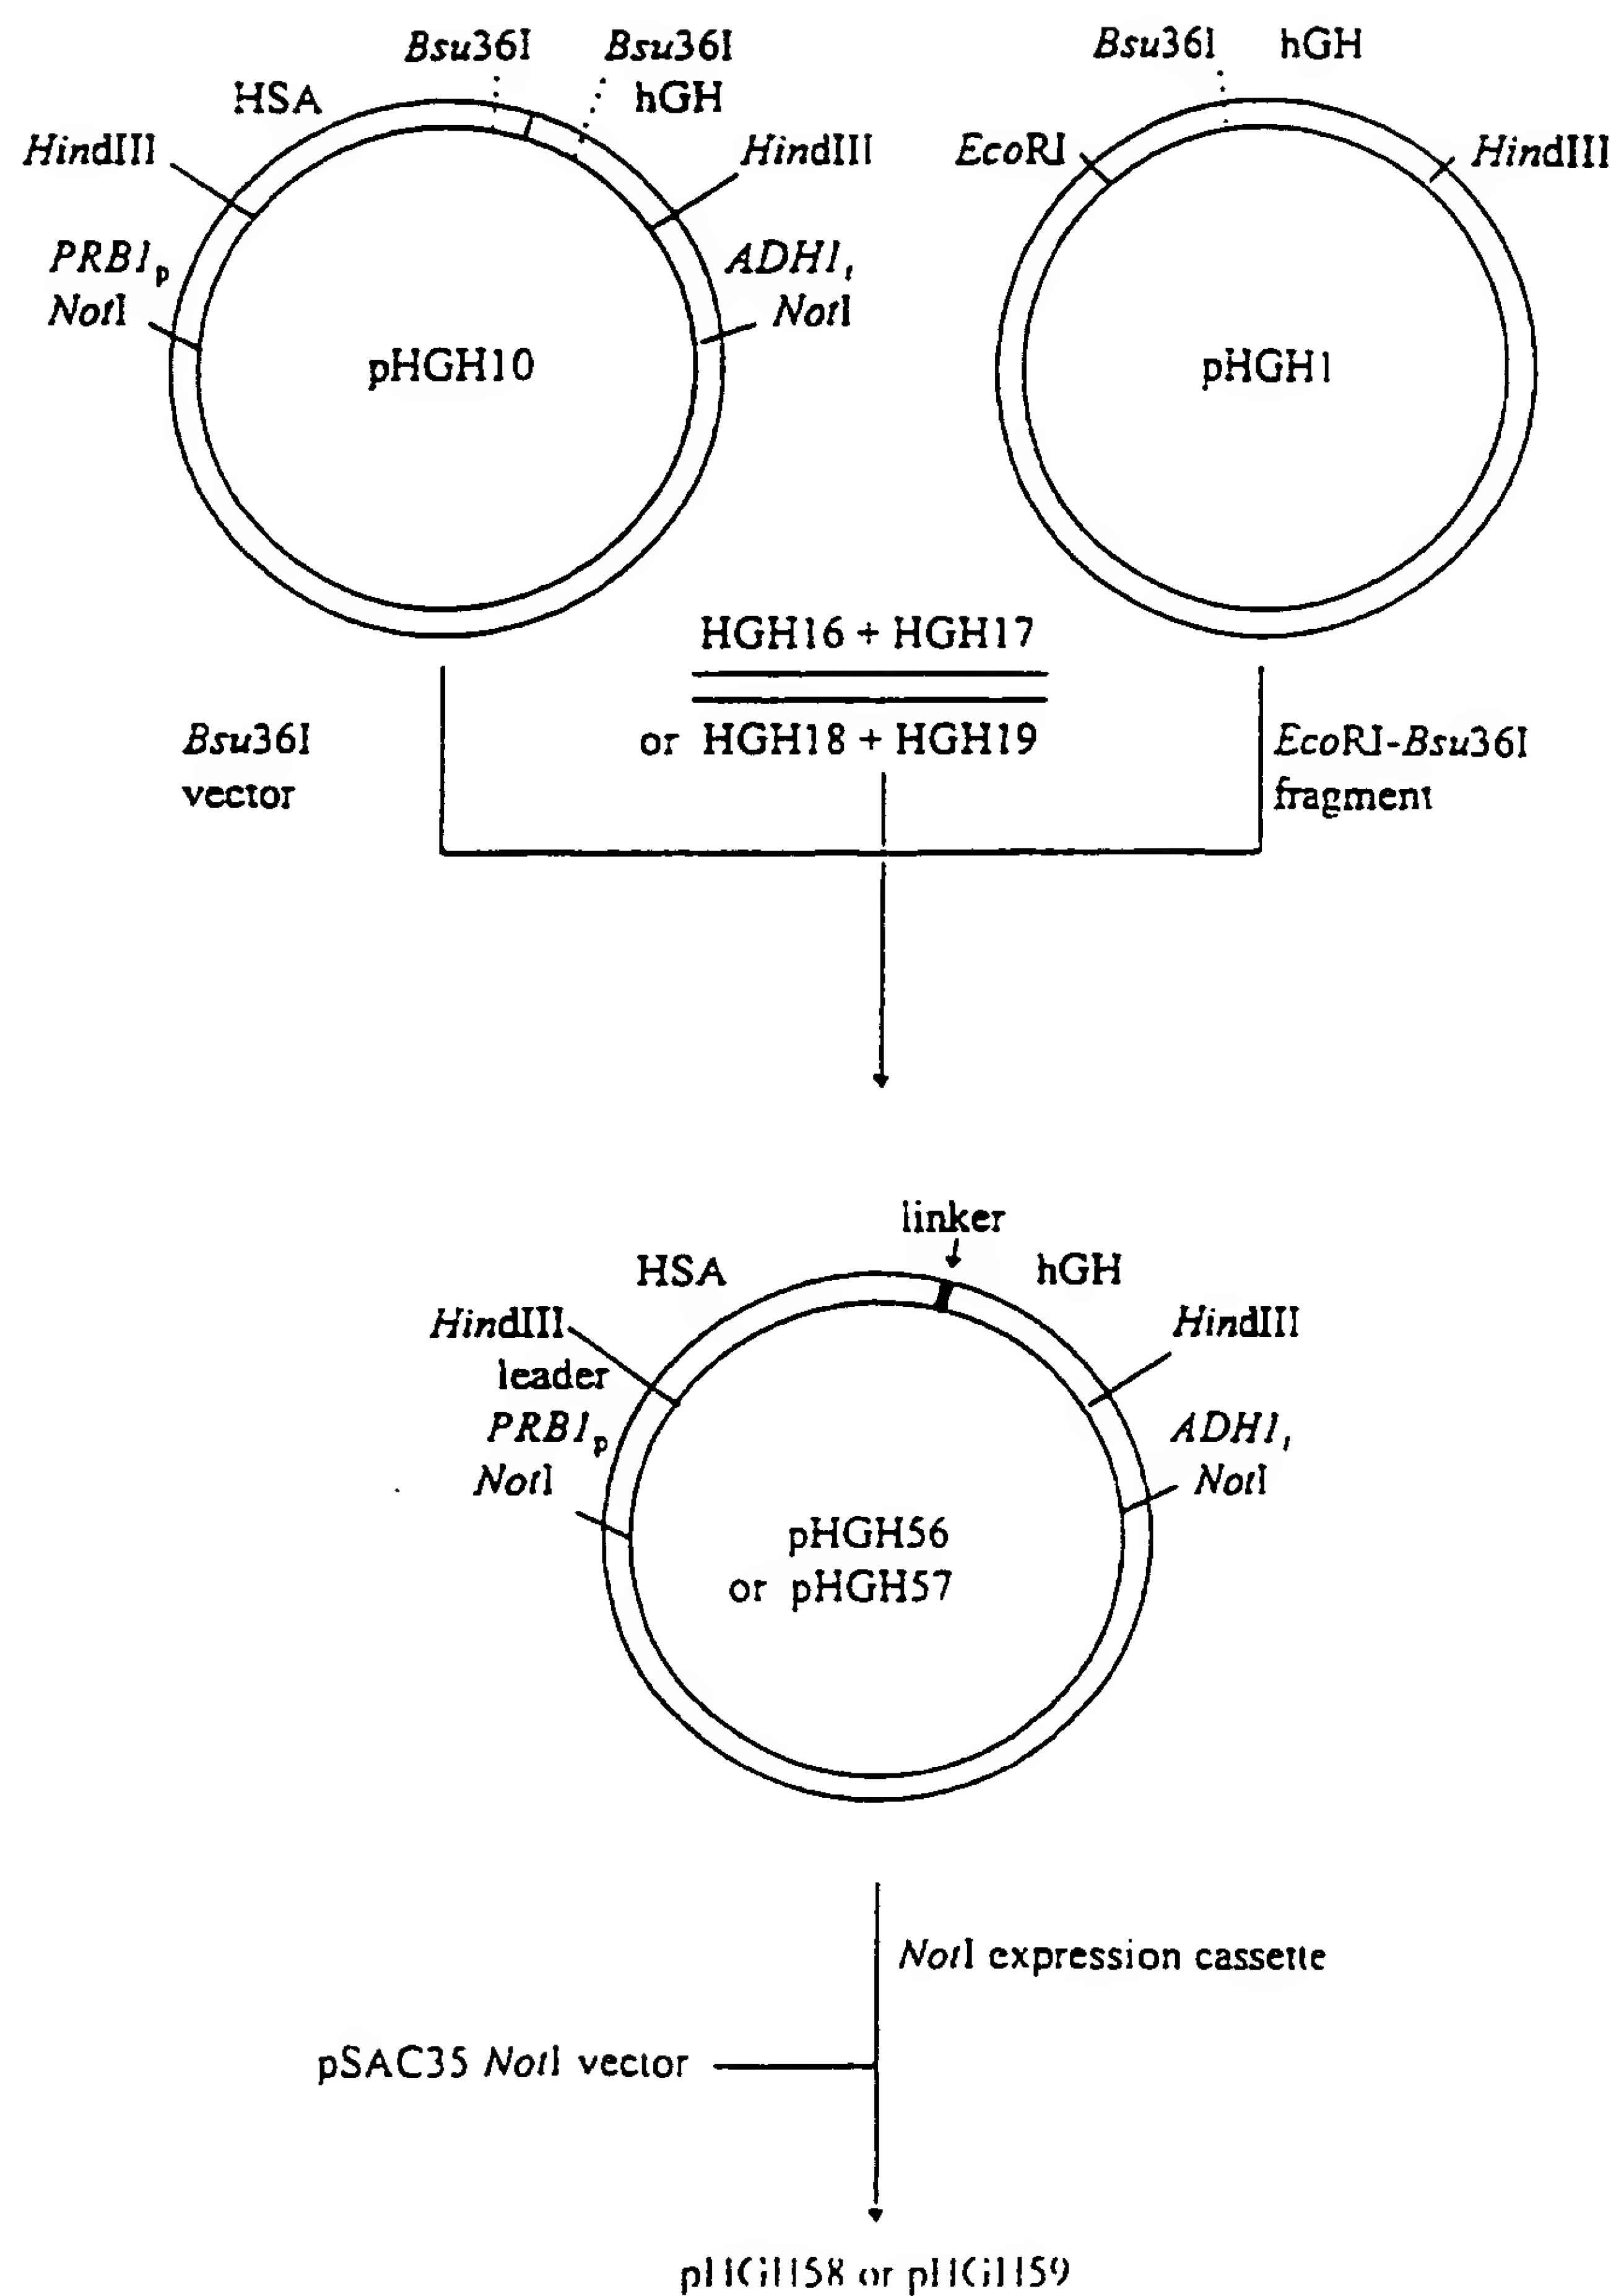 Bsu36I
Bsu36I
HSA
hGH
HindIII
HindIII
PRB1p
ADH1t
NotI
NotI
pHGH10
Bsu36I
hGH
EcoRI
HindIII
pHGH1
HGH16 + HGH17
or HGH18 + HGH19
Bsu36I
vector
EcoRI-Bsu36I
fragment
linker
HSA
hGH
HindIII
HindIII
leader
PRB1p
ADH1t
NotI
NotI
pHGH56
or pHGH57
NotI expression cassette
pSAC35 NotI vector
pHGH58 or pHGH59